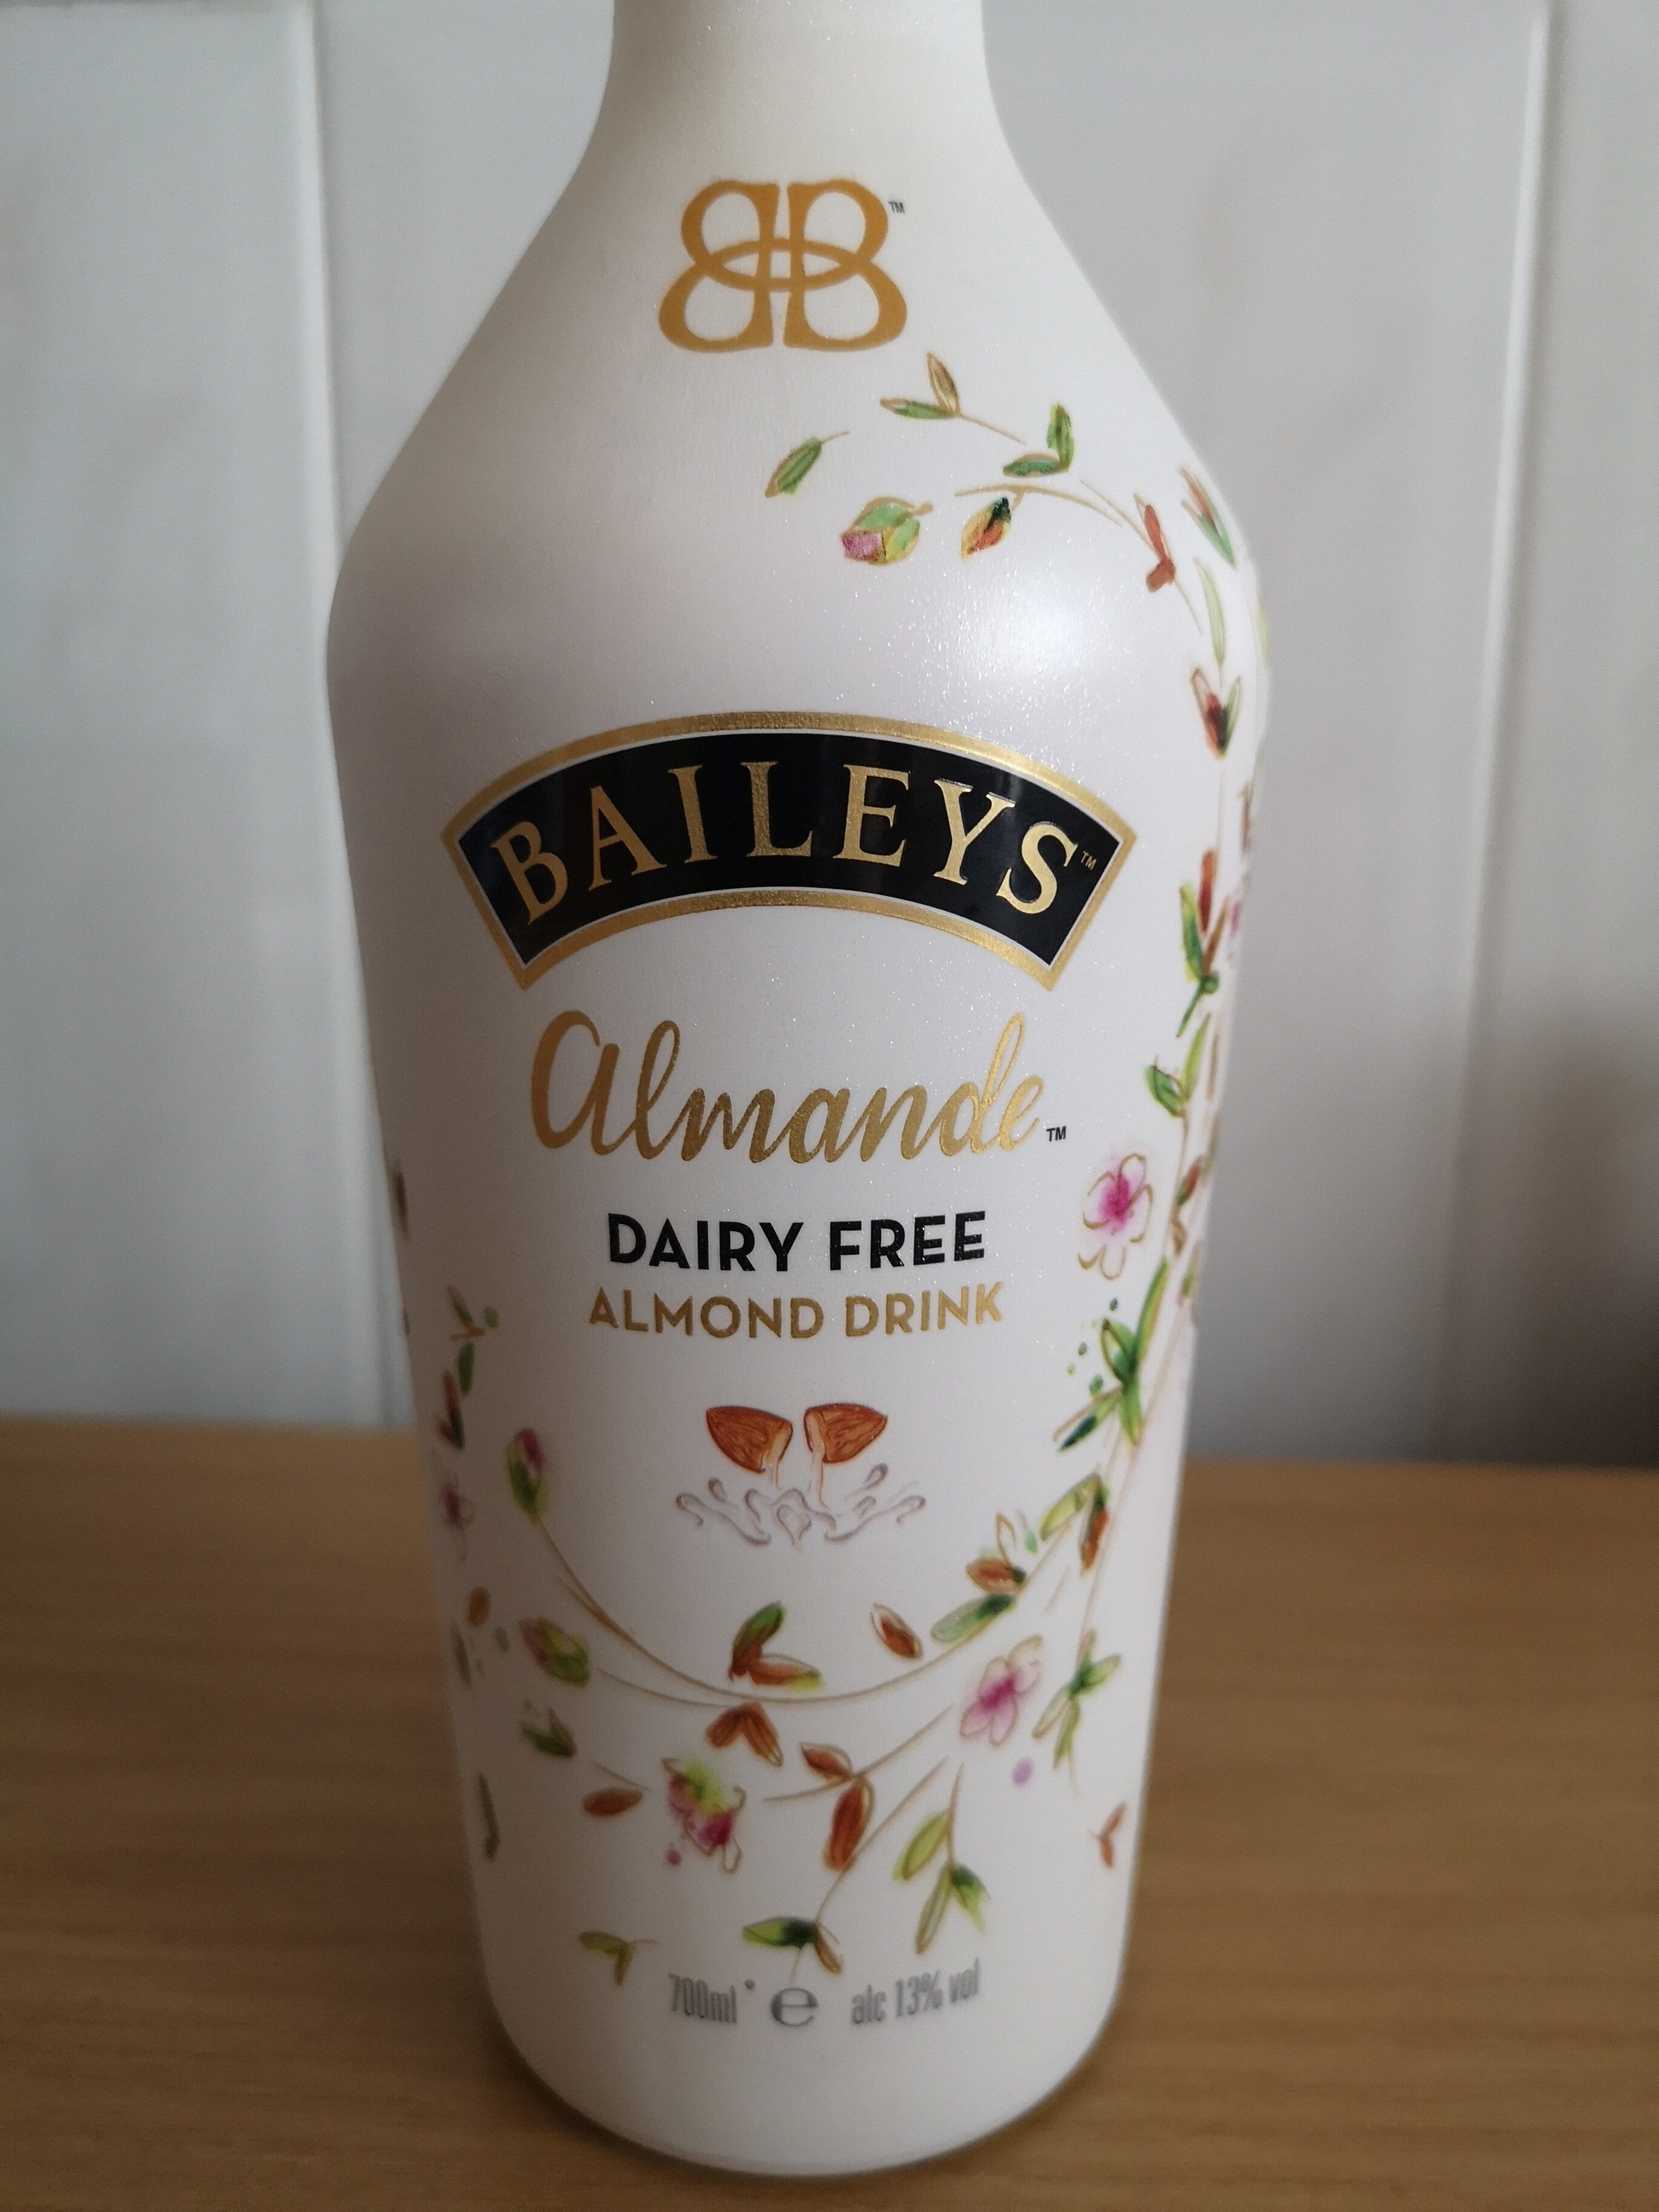 BB™
BAILEYS™
Almande™
DAIRY FREE
ALMOND DRINK
700ml ℮ alc 13% vol